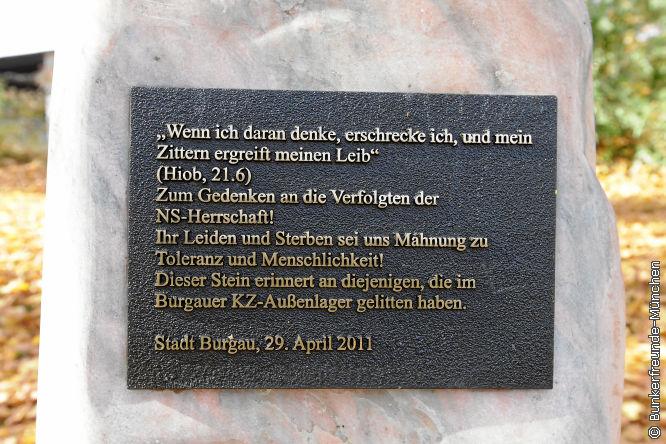 „Wenn ich daran denke, erschrecke ich, und mein
Zittern ergreift meinen Leib“
(Hiob, 21.6)
Zum Gedenken an die Verfolgten der
NS-Herrschaft!
Ihr Leiden und Sterben sei uns Mahnung zu
Toleranz und Menschlichkeit!
Dieser Stein erinnert an diejenigen, die im
Burgauer KZ-Außenlager gelitten haben.
Stadt Burgau, 29. April 2011
© Bunkerfreunde-München